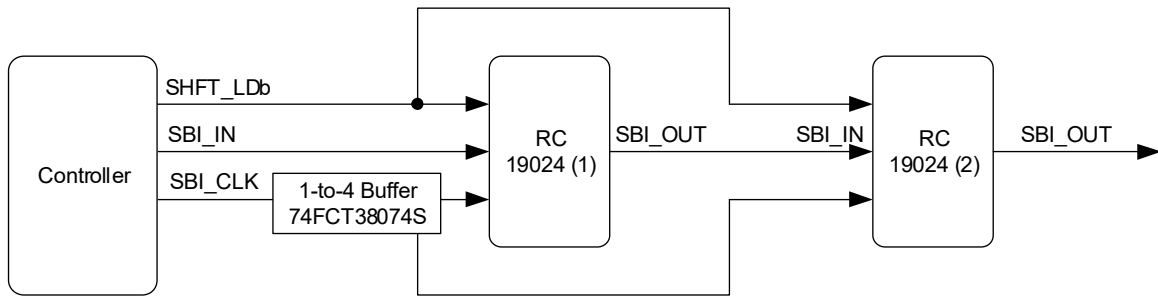 SHFT_LDb
SBI_IN
SBI_CLK
Controller
1-to-4 Buffer
74FCT38074S
RC
19024 (1)
SBI_OUT
SBI_IN
RC
19024 (2)
SBI_OUT